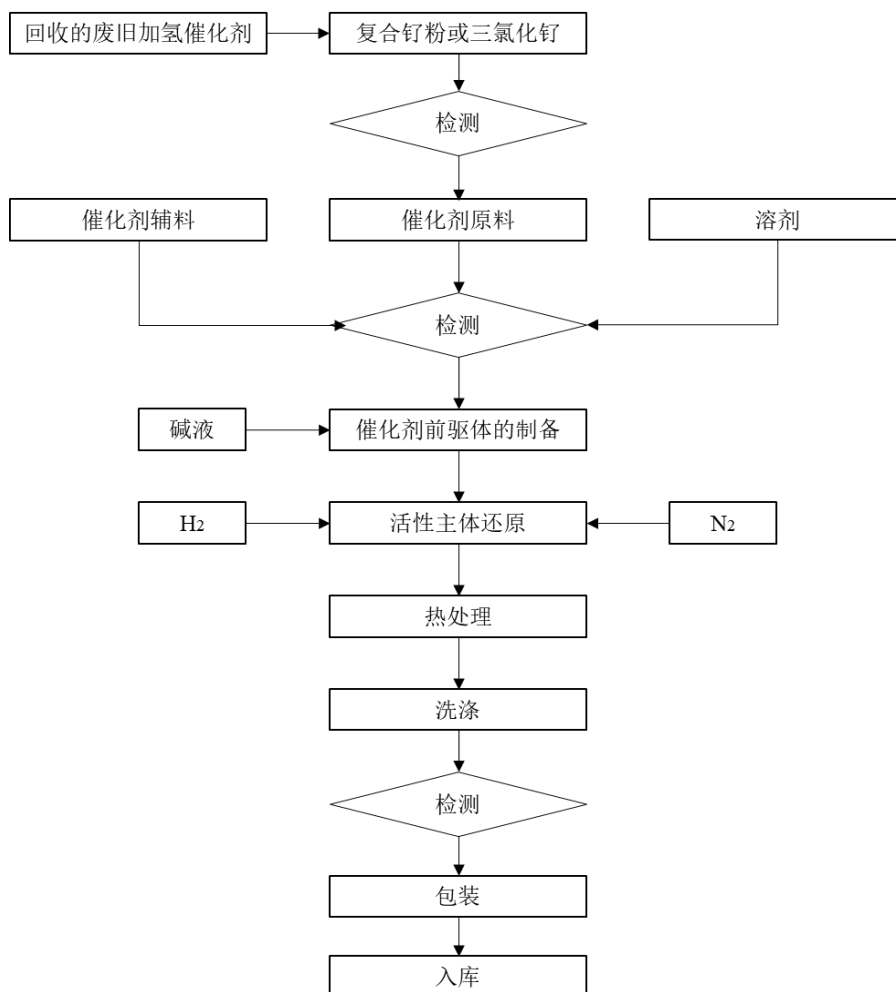 回收的废旧加氢催化剂
复合钌粉或三氯化钌
检测
催化剂辅料
催化剂原料
溶剂
检测
碱液
催化剂前驱体的制备
H2
活性主体还原
N2
热处理
洗涤
检测
包装
入库